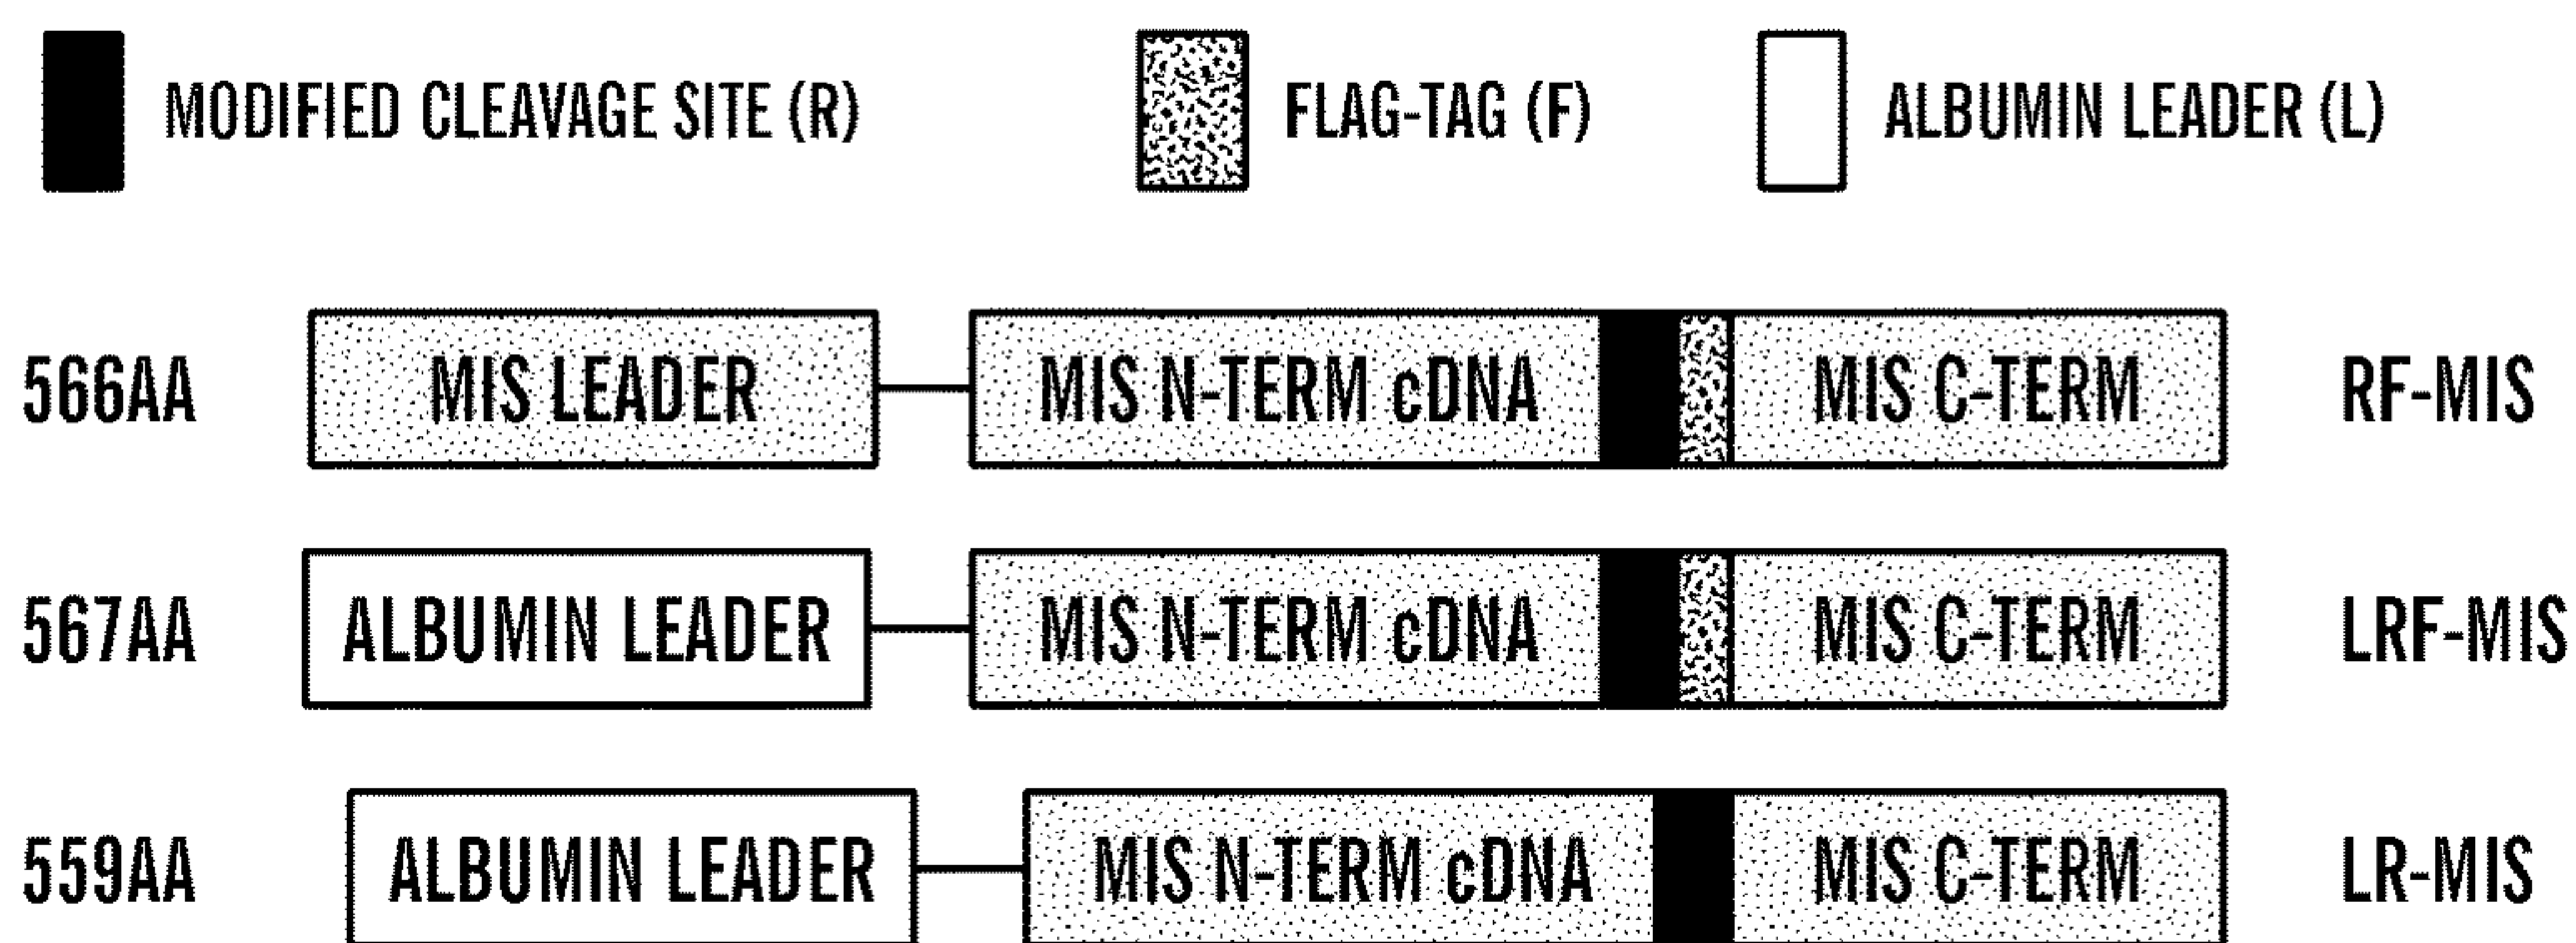 MODIFIED CLEAVAGE SITE (R) FLAG-TAG (F) ALBUMIN LEADER (L)
566AA MIS LEADER MIS N-TERM cDNA MIS C-TERM RF-MIS
567AA ALBUMIN LEADER MIS N-TERM cDNA MIS C-TERM LRF-MIS
559AA ALBUMIN LEADER MIS N-TERM cDNA MIS C-TERM LR-MIS